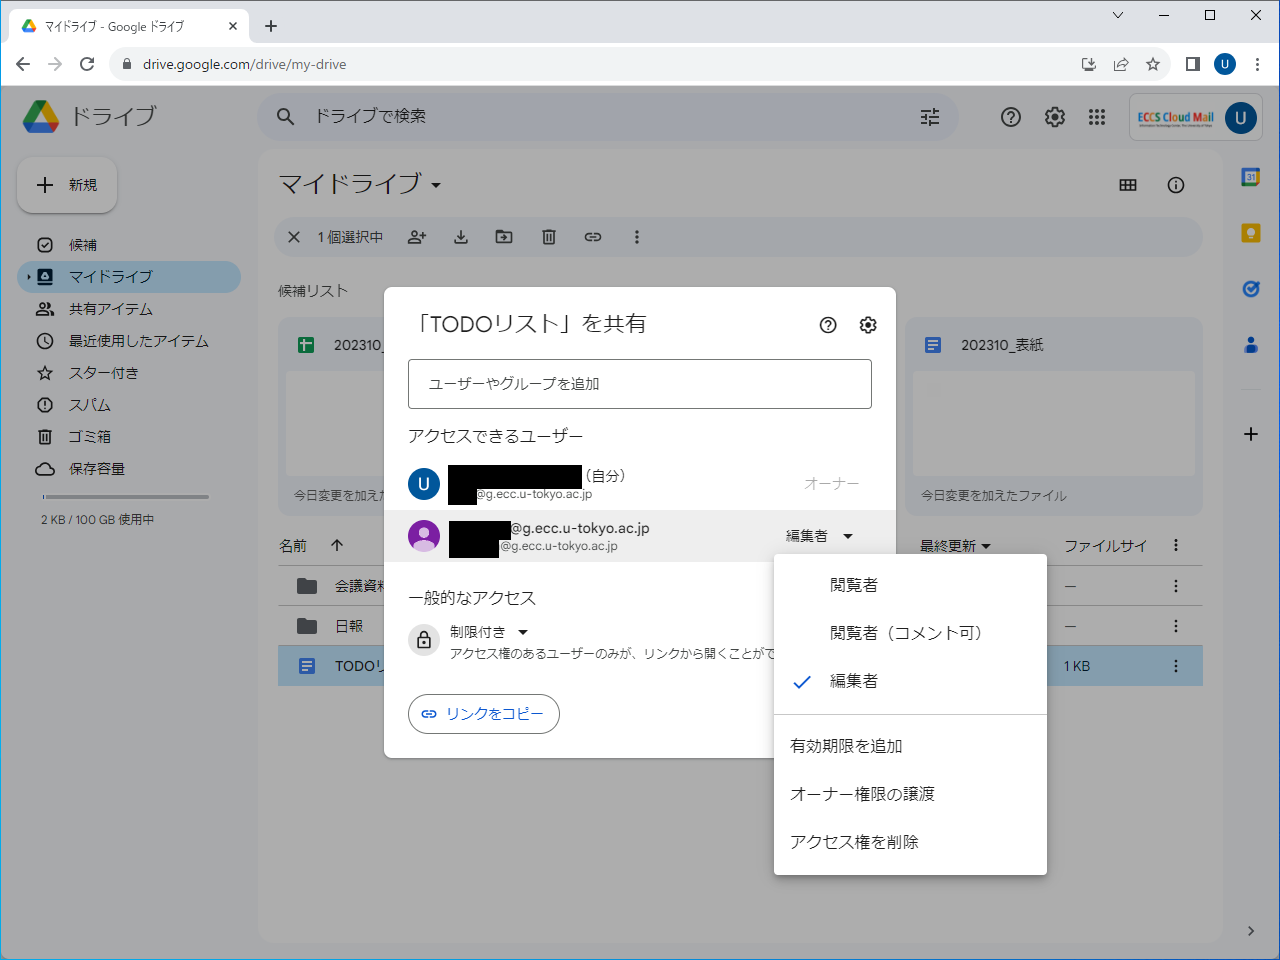 マイドライブ - Google ドライブ
drive.google.com/drive/my-drive
U
ドライブ
ドライブで検索
ECCS Cloud Mail
U
新規
マイドライブ
31
1 個選択中
候補
マイドライブ
共有アイテム
最近使用したアイテム
スター付き
スパム
ゴミ箱
保存容量
2 KB / 100 GB 使用中
候補リスト
202310_
今日変更を加えた
202310_表紙
今日変更を加えたファイル
名前
最終更新
ファイルサイ
会議資料
—
日報
—
TODOリ
1 KB
「TODOリスト」を共有
ユーザーやグループを追加
アクセスできるユーザー
U
（自分）
@g.ecc.u-tokyo.ac.jp
オーナー
@g.ecc.u-tokyo.ac.jp
@g.ecc.u-tokyo.ac.jp
編集者
一般的なアクセス
制限付き
アクセス権のあるユーザーのみが、リンクから開くことがで
リンクをコピー
閲覧者
閲覧者（コメント可）
編集者
有効期限を追加
オーナー権限の譲渡
アクセス権を削除